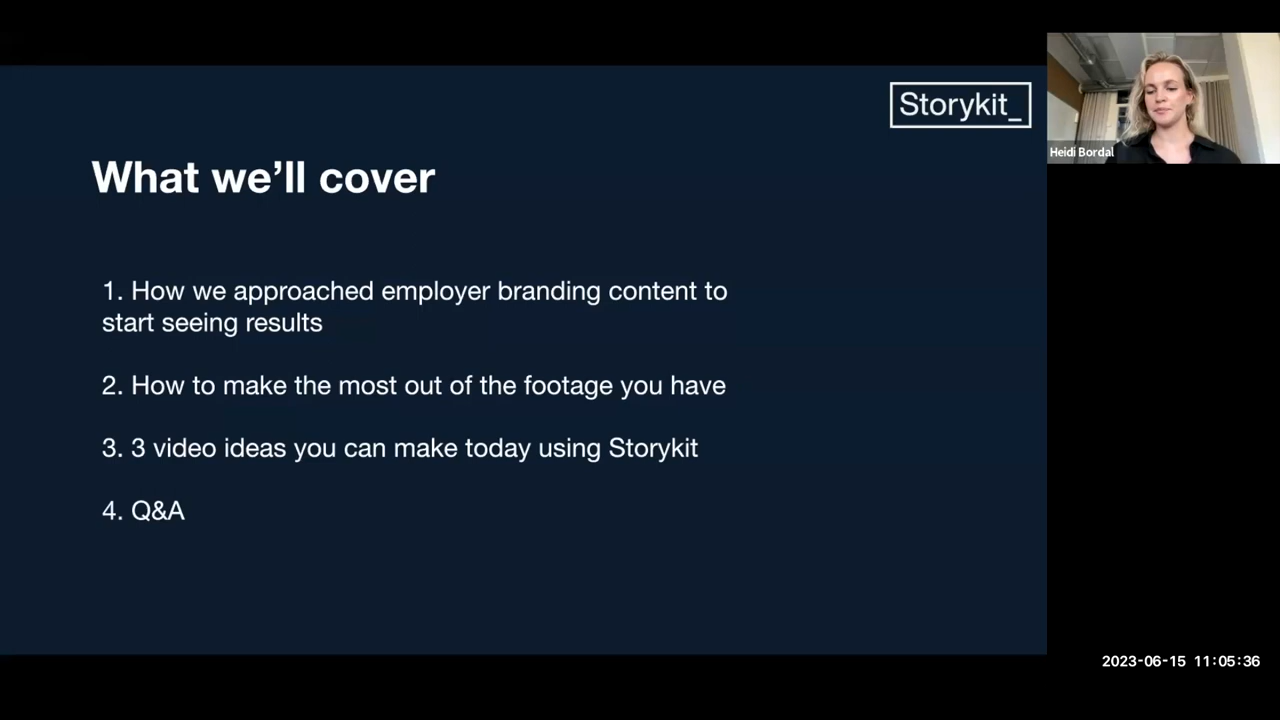 Storykit_
Heidi Bordal
What we’ll cover
1. How we approached employer branding content to
start seeing results
2. How to make the most out of the footage you have
3. 3 video ideas you can make today using Storykit
4. Q&A
2023-06-15 11:05:36